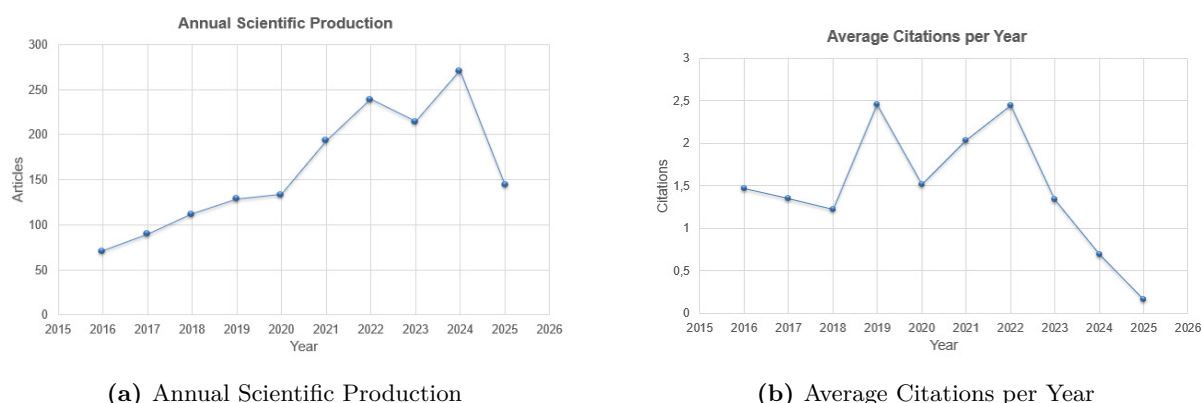 Annual Scientific Production
300
250
200
150
100
50
0
Articles
2015 2016 2017 2018 2019 2020 2021 2022 2023 2024 2025 2026
Year
(a) Annual Scientific Production
Average Citations per Year
3
2,5
2
1,5
1
0,5
0
Citations
2015 2016 2017 2018 2019 2020 2021 2022 2023 2024 2025 2026
Year
(b) Average Citations per Year